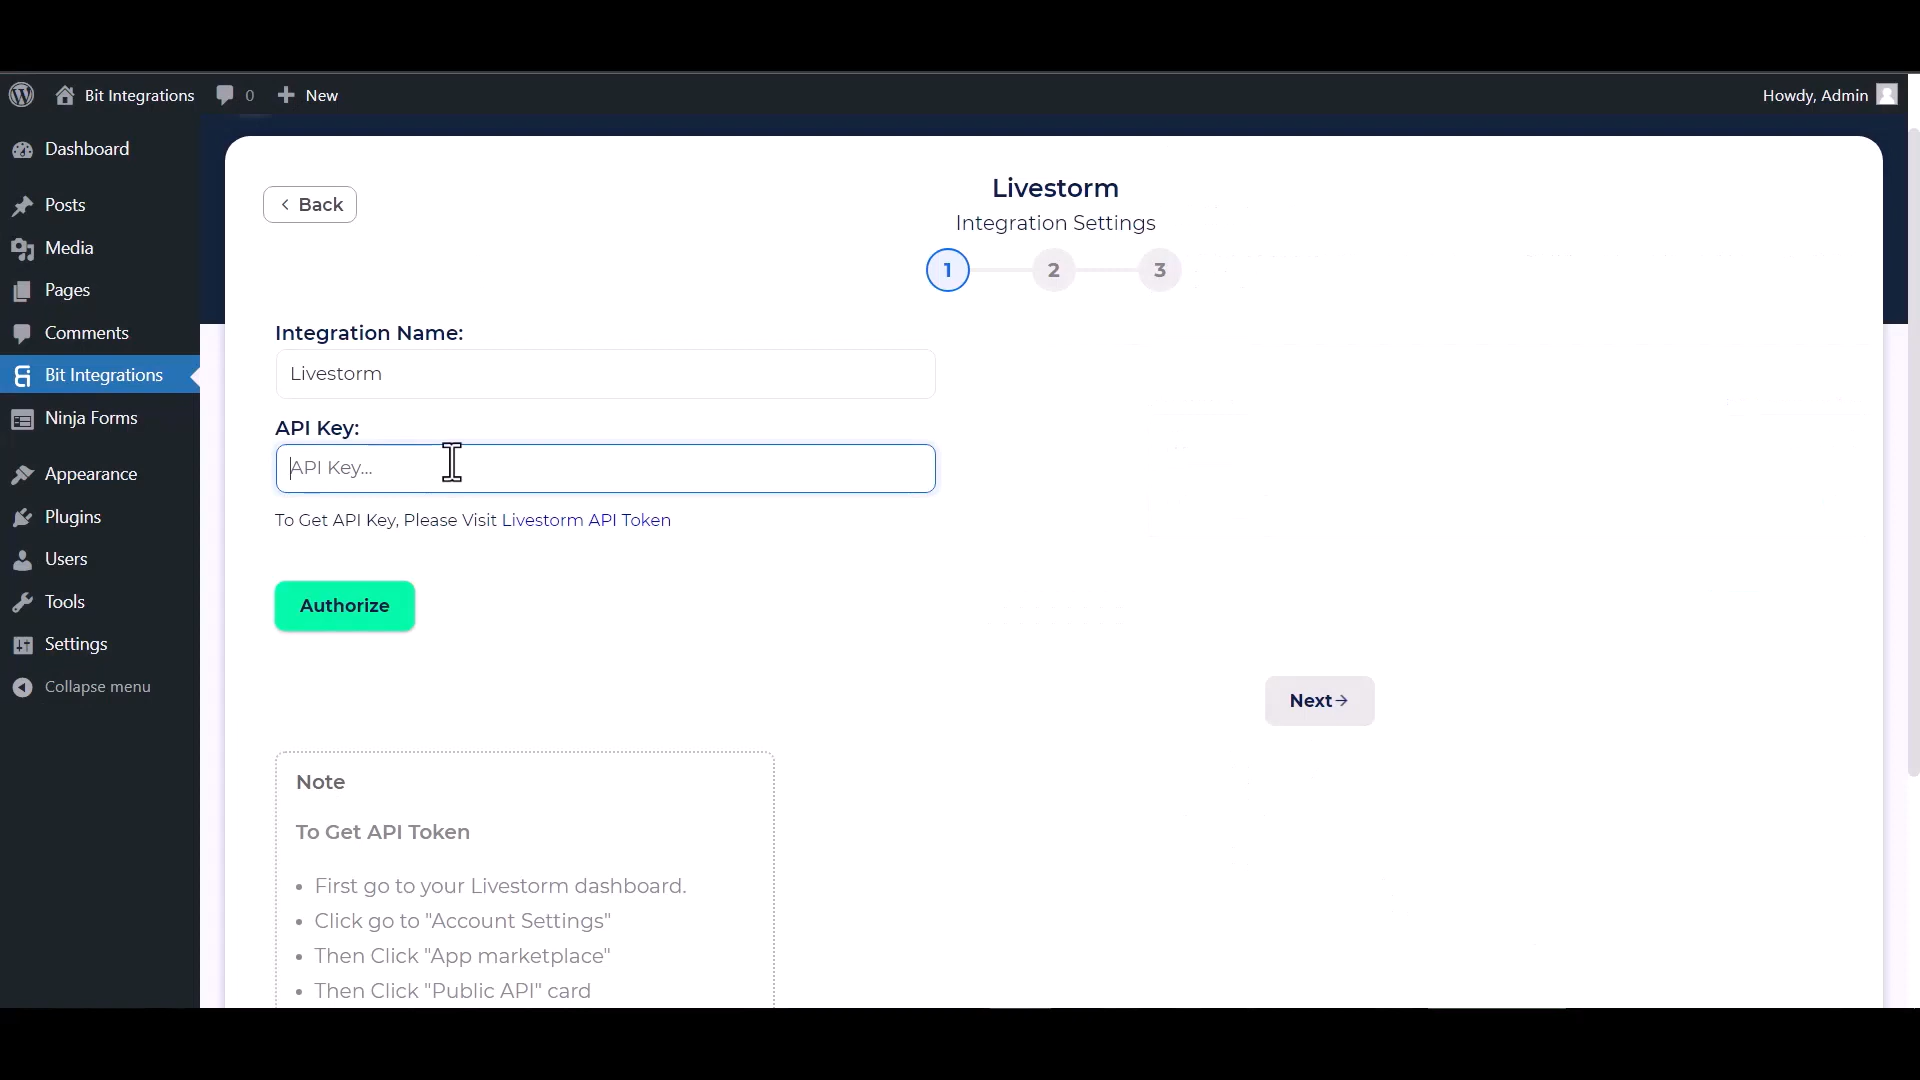 Bit Integrations
0
New
Howdy, Admin
Dashboard
Posts
Media
Pages
Comments
Bit Integrations
Ninja Forms
Appearance
Plugins
Users
Tools
Settings
Collapse menu
Back
Livestorm
Integration Settings
1 2 3
Integration Name:
Livestorm
API Key:
API Key...
To Get API Key, Please Visit Livestorm API Token
Authorize
Next
Note
To Get API Token
First go to your Livestorm dashboard.
Click go to "Account Settings"
Then Click "App marketplace"
Then Click "Public API" card